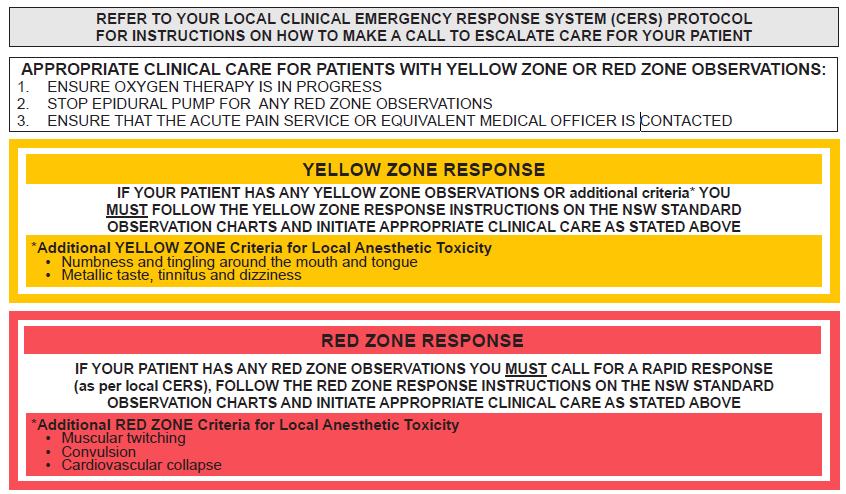 REFER TO YOUR LOCAL CLINICAL EMERGENCY RESPONSE SYSTEM (CERS) PROTOCOL
FOR INSTRUCTIONS ON HOW TO MAKE A CALL TO ESCALATE CARE FOR YOUR PATIENT
APPROPRIATE CLINICAL CARE FOR PATIENTS WITH YELLOW ZONE OR RED ZONE OBSERVATIONS:
1. ENSURE OXYGEN THERAPY IS IN PROGRESS
2. STOP EPIDURAL PUMP FOR ANY RED ZONE OBSERVATIONS
3. ENSURE THAT THE ACUTE PAIN SERVICE OR EQUIVALENT MEDICAL OFFICER IS CONTACTED
YELLOW ZONE RESPONSE
IF YOUR PATIENT HAS ANY YELLOW ZONE OBSERVATIONS OR additional criteria* YOU
MUST FOLLOW THE YELLOW ZONE RESPONSE INSTRUCTIONS ON THE NSW STANDARD
OBSERVATION CHARTS AND INITIATE APPROPRIATE CLINICAL CARE AS STATED ABOVE
*Additional YELLOW ZONE Criteria for Local Anesthetic Toxicity
• Numbness and tingling around the mouth and tongue
• Metallic taste, tinnitus and dizziness
RED ZONE RESPONSE
IF YOUR PATIENT HAS ANY RED ZONE OBSERVATIONS YOU MUST CALL FOR A RAPID RESPONSE
(as per local CERS), FOLLOW THE RED ZONE RESPONSE INSTRUCTIONS ON THE NSW STANDARD
OBSERVATION CHARTS AND INITIATE APPROPRIATE CLINICAL CARE AS STATED ABOVE
*Additional RED ZONE Criteria for Local Anesthetic Toxicity
• Muscular twitching
• Convulsion
• Cardiovascular collapse